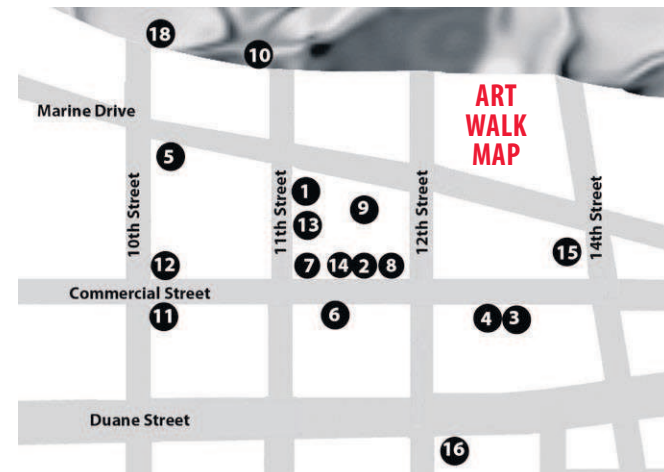 18
10
ART
WALK
MAP
Marine Drive
5
10th Street
11th Street
12th Street
14th Street
1
9
13
15
12
7
14
2
8
Commercial Street
11
6
4
3
Duane Street
16